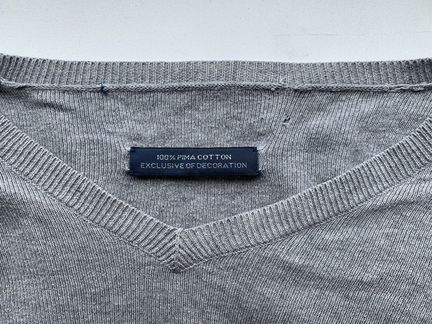 100% PIMA COTTON
EXCLUSIVE OF DECORATION